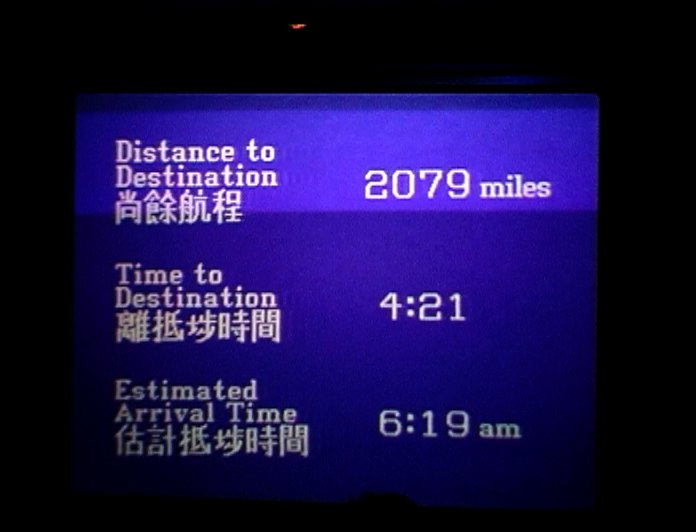 Distance to
Destination
尚餘航程
2079 miles
Time to
Destination
離抵埗時間
4:21
Estimated
Arrival Time
估計抵埗時間
6:19 am